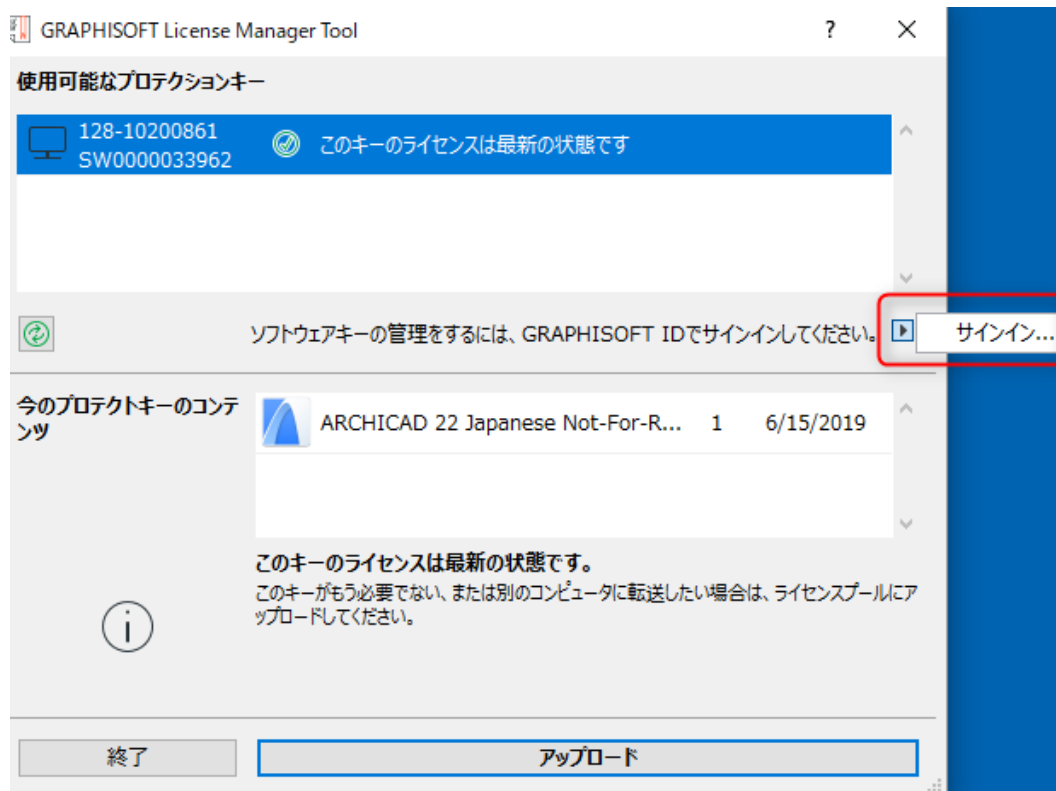 GRAPHISOFT License Manager Tool
使用可能なプロテクションキー
128-10200861
SW0000033962
このキーのライセンスは最新の状態です
ソフトウェアキーの管理をするには、GRAPHISOFT IDでサインインしてください。
サインイン...
今のプロテクトキーのコンテ
ンツ
ARCHICAD 22 Japanese Not-For-R... 1 6/15/2019
このキーのライセンスは最新の状態です。
このキーがもう必要でない、または別のコンピュータに転送したい場合は、ライセンスプールにア
ップロードしてください。
終了
アップロード